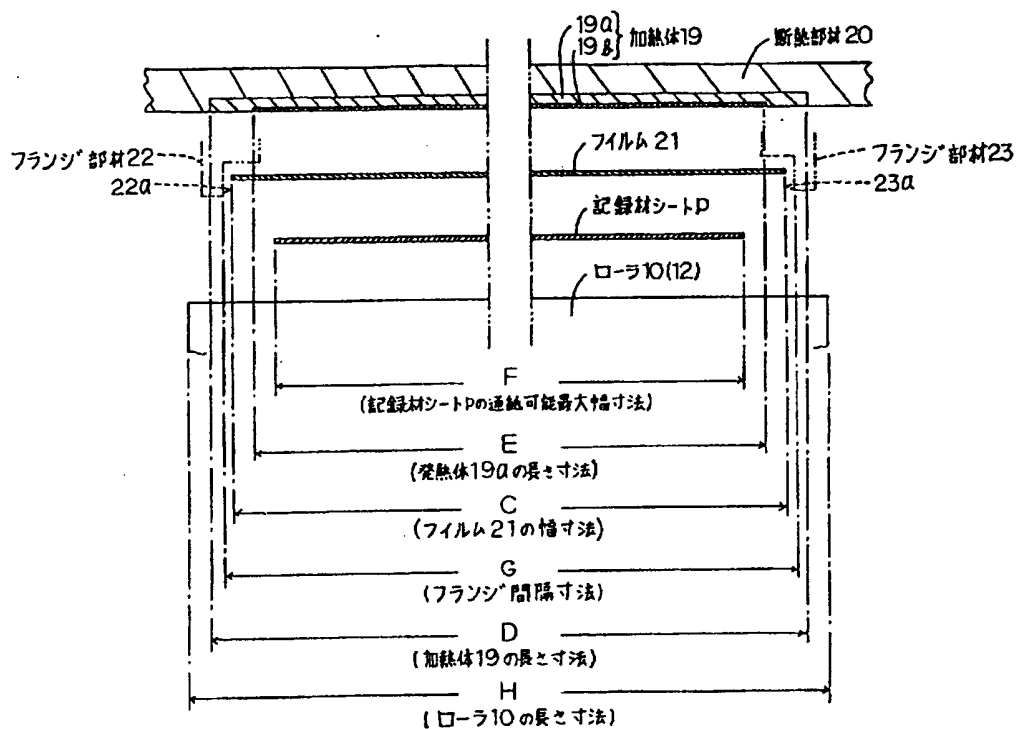 19a
19b
加熱体19
断熱部材20
フランジ部材22
22a
フイルム21
フランジ部材23
23a
記録材シートP
ローラ10(12)
F
(記録材シートPの通紙可能最大幅寸法)
E
(発熱体19aの長さ寸法)
C
(フイルム21の幅寸法)
G
(フランジ間隔寸法)
D
(加熱体19の長さ寸法)
H
(ローラ10の長さ寸法)